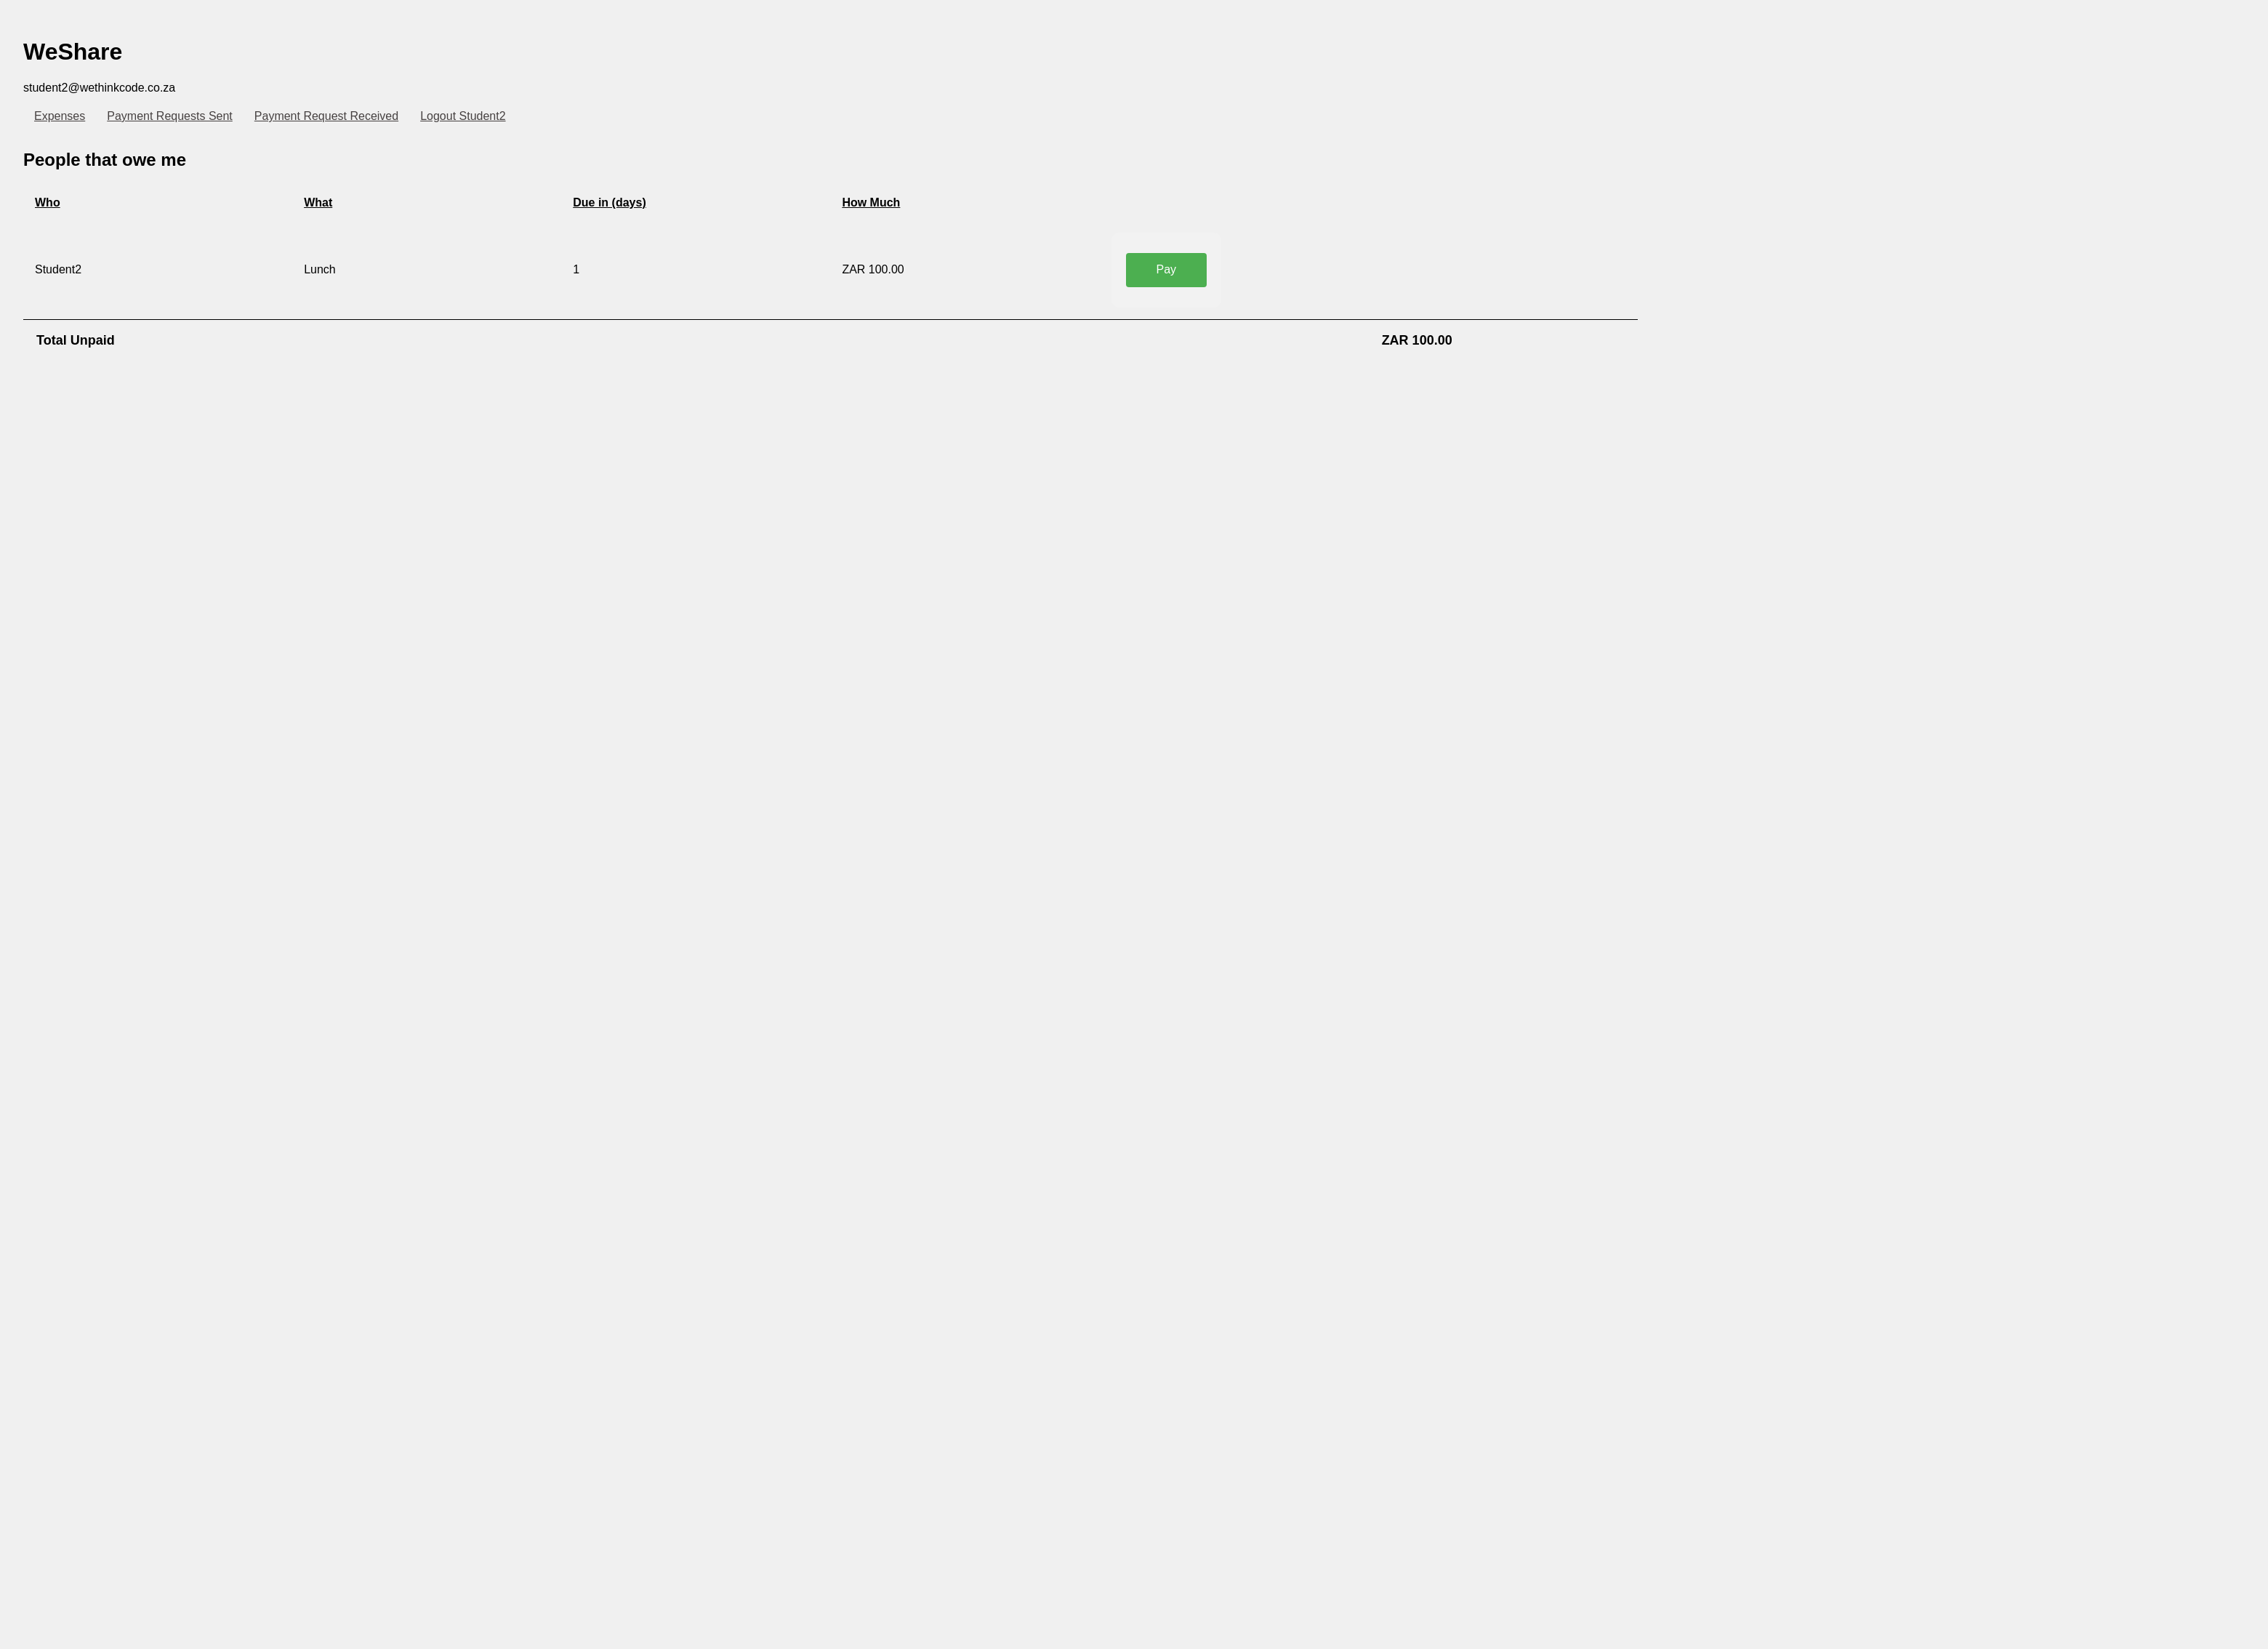 WeShare
student2@wethinkcode.co.za
Expenses Payment Requests Sent Payment Request Received Logout Student2
People that owe me
Who What Due in (days) How Much
Student2 Lunch 1 ZAR 100.00 Pay
Total Unpaid ZAR 100.00